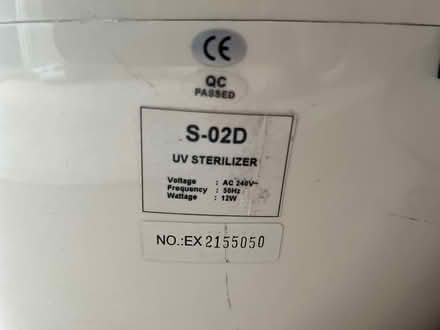 CE
QC
PASSED
S-02D
UV STERILIZER
Voltage : AC 240V~
Frequency : 50Hz
Wattage : 12W
NO.:EX2155050